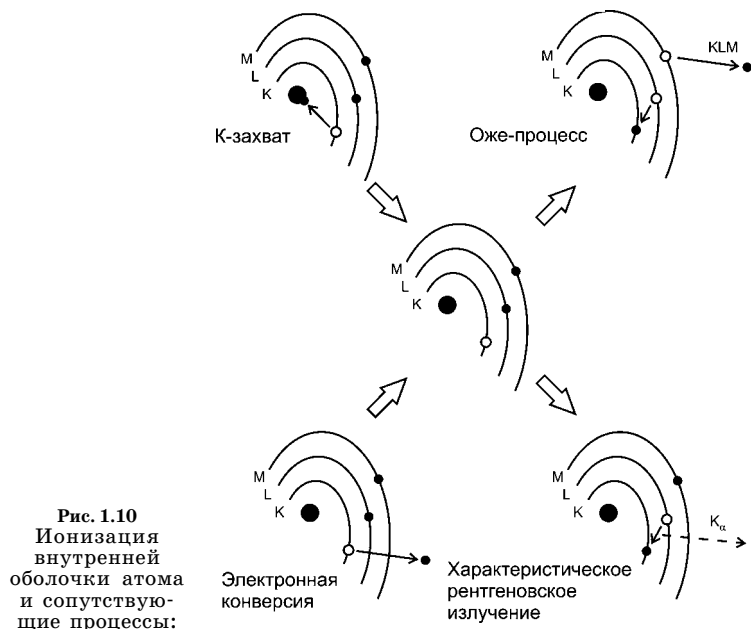 M
L
K
К-захват
KLM
Оже-процесс
M
L
K
M
L
K
Электронная
конверсия
Kα
Характеристическое
рентгеновское
излучение
Рис. 1.10
Ионизация
внутренней
оболочки атома
и сопутствую-
щие процессы: